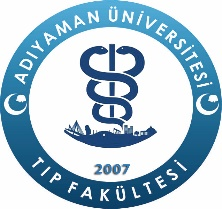 ADIYAMAN ÜNİVERSİTESİ
2007
TIP FAKÜLTESİ